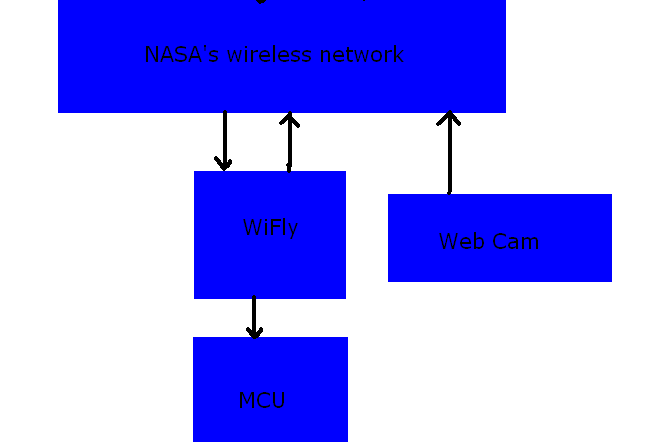 NASA's wireless network
WiFly
Web Cam
MCU